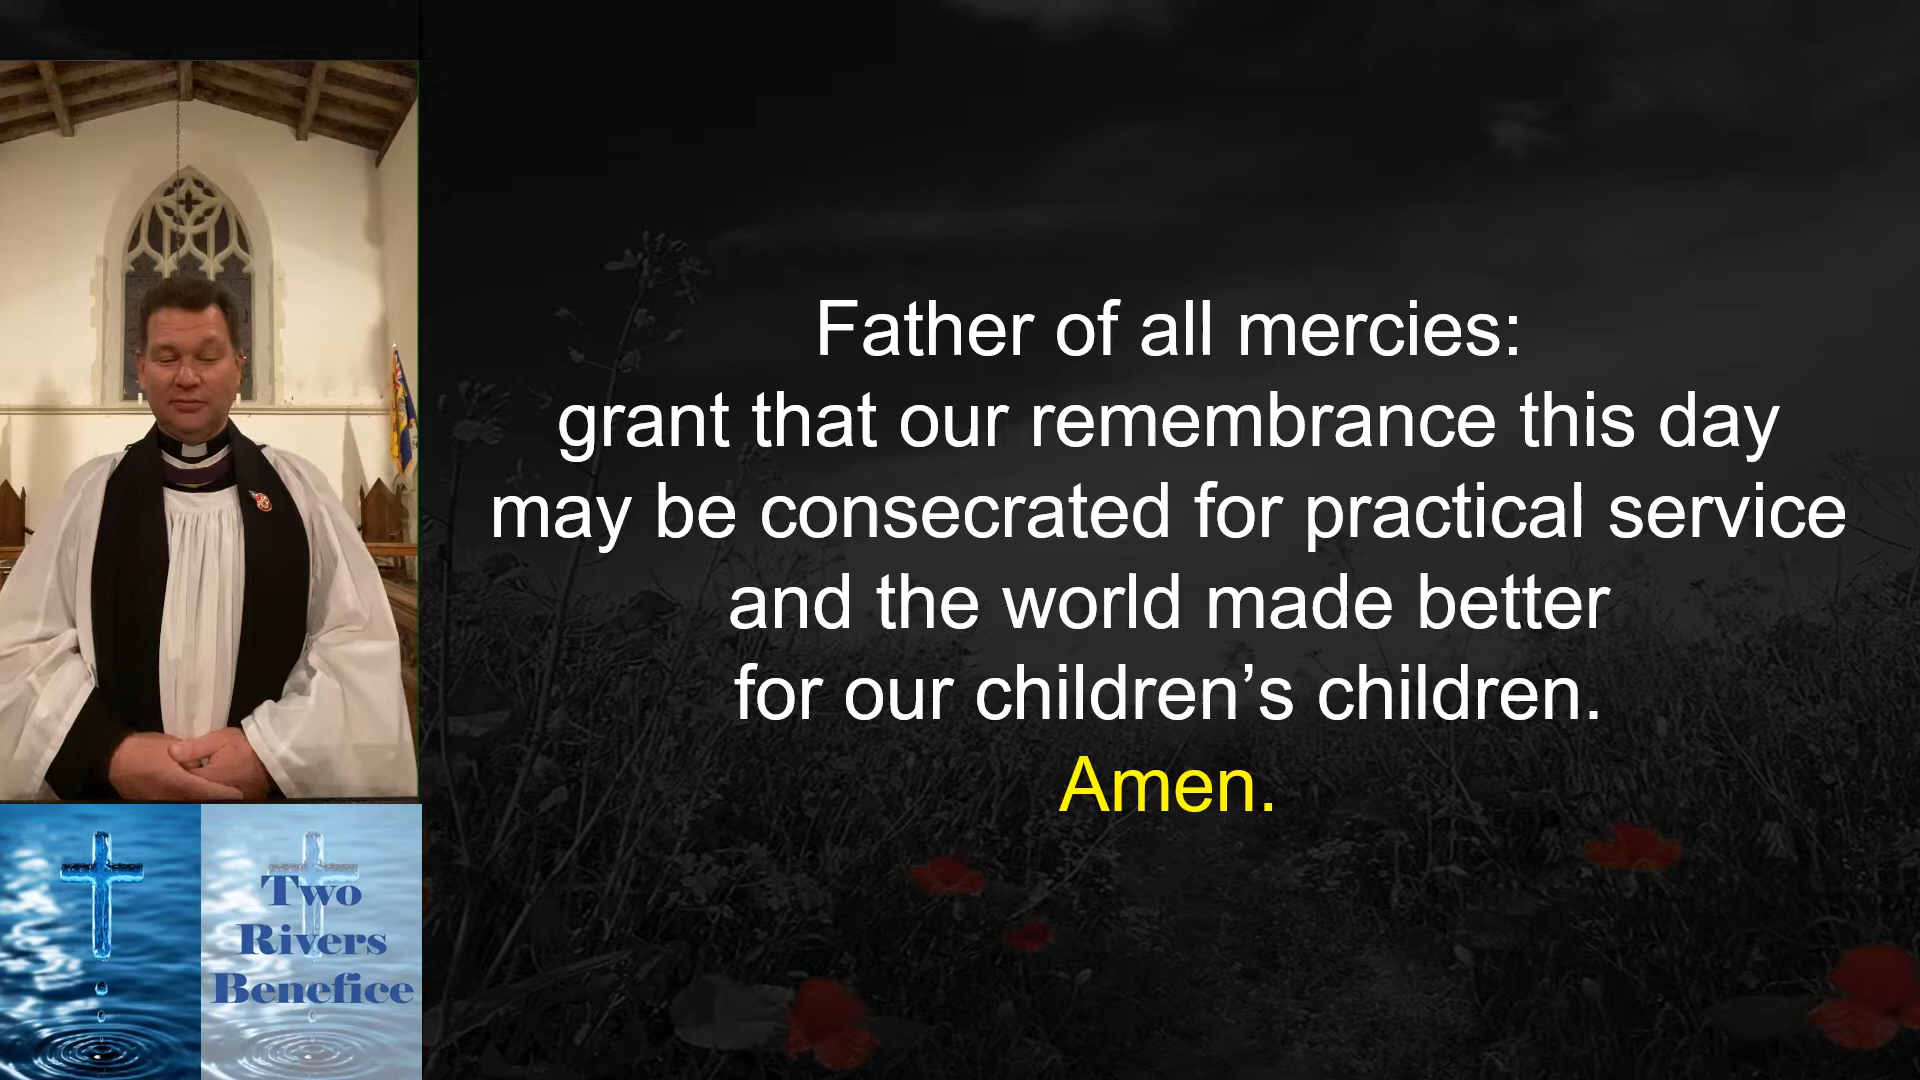 Father of all mercies:
grant that our remembrance this day
may be consecrated for practical service
and the world made better
for our children’s children.
Amen.
Two
Rivers
Benefice